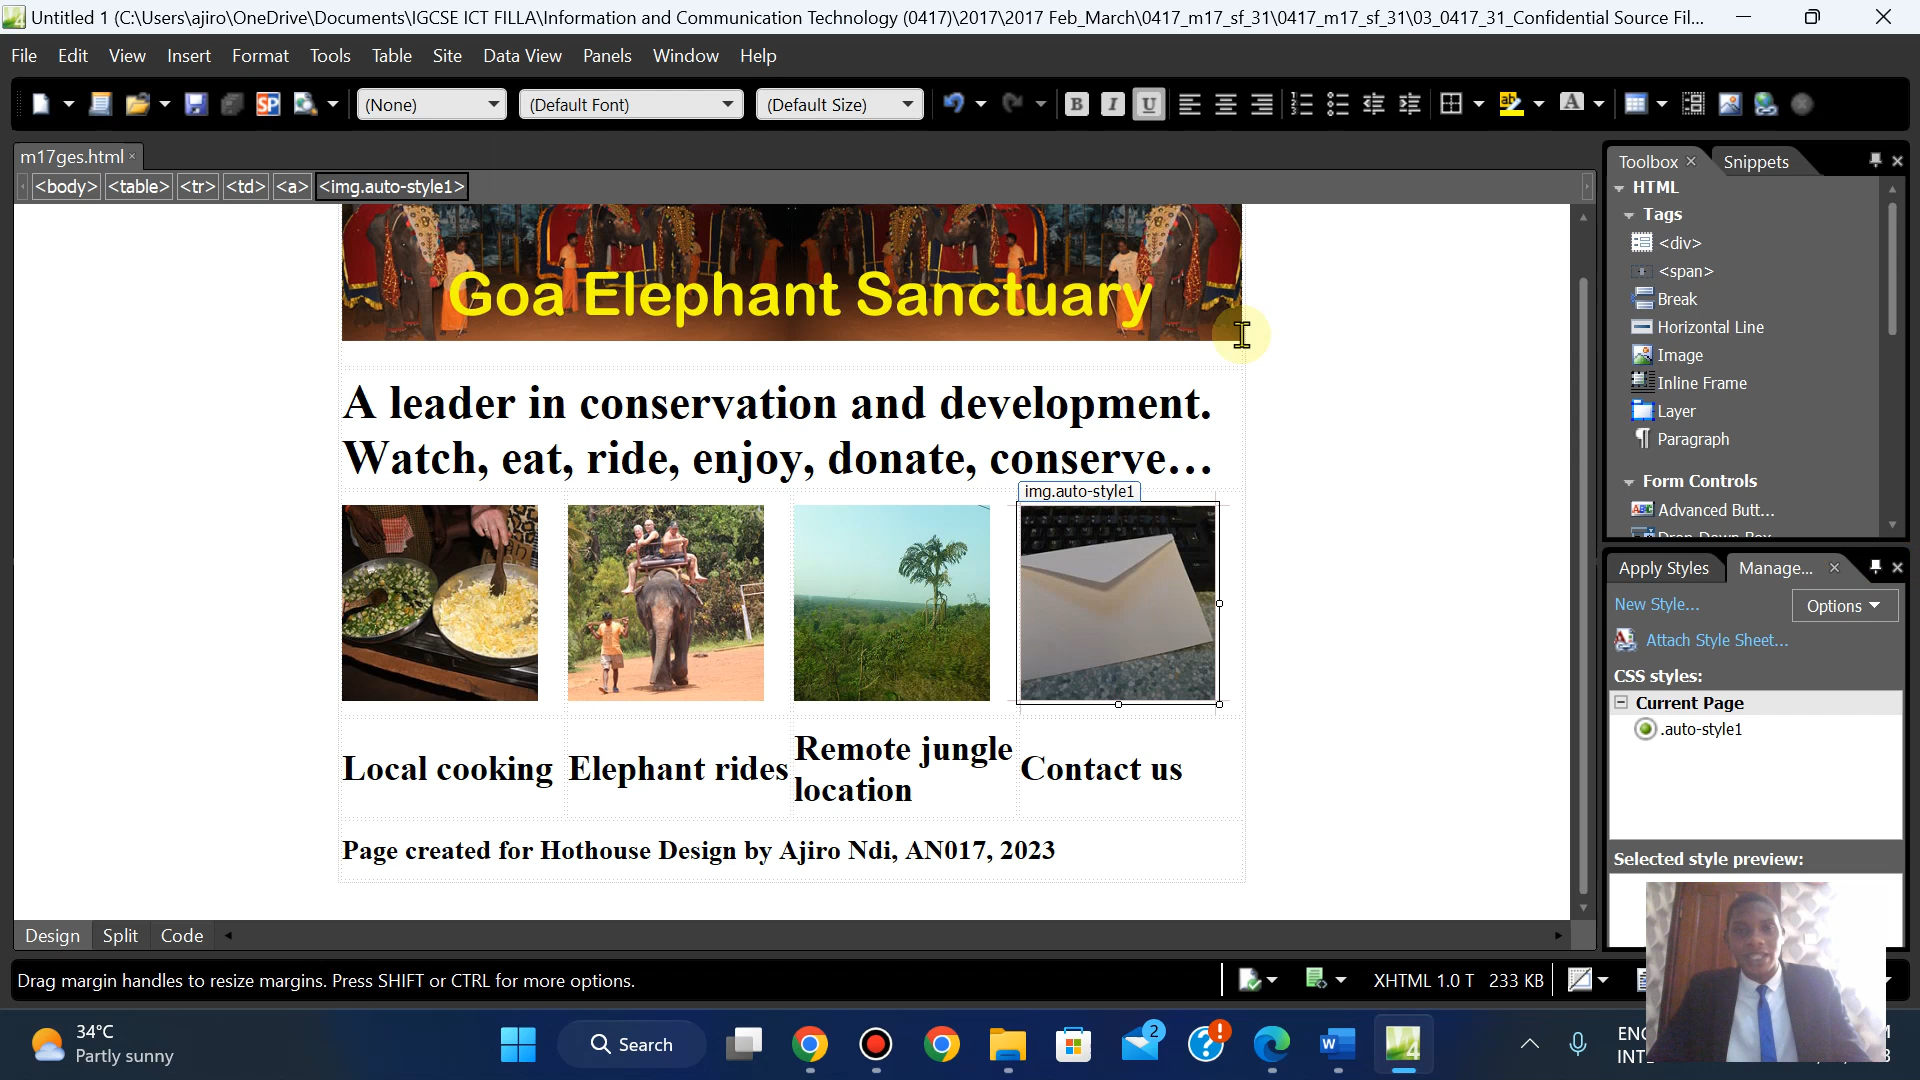 Untitled 1 (C:\Users\ajiro\OneDrive\Documents\IGCSE ICT FILLA\Information and Communication Technology (0417)\2017\2017 Feb_March\0417_m17_sf_31\0417_m17_sf_31\03_0417_31_Confidential Source Fil...
File Edit View Insert Format Tools Table Site Data View Panels Window Help
SP (None) (Default Font) (Default Size) B I U ab A
m17ges.html
<body> <table> <tr> <td> <a> <img.auto-style1>
Goa Elephant Sanctuary
A leader in conservation and development.
Watch, eat, ride, enjoy, donate, conserve...
img.auto-style1
Local cooking
Elephant rides
Remote jungle
location
Contact us
Page created for Hothouse Design by Ajiro Ndi, AN017, 2023
Design Split Code
Drag margin handles to resize margins. Press SHIFT or CTRL for more options.
XHTML 1.0 T 233 KB
Toolbox Snippets
HTML
Tags
<div>
<span>
Break
Horizontal Line
Image
Inline Frame
Layer
Paragraph
Form Controls
Advanced Butt...
Apply Styles Manage...
New Style... Options
Attach Style Sheet...
CSS styles:
Current Page
.auto-style1
Selected style preview:
34°C
Partly sunny
Search
2
4
ENG